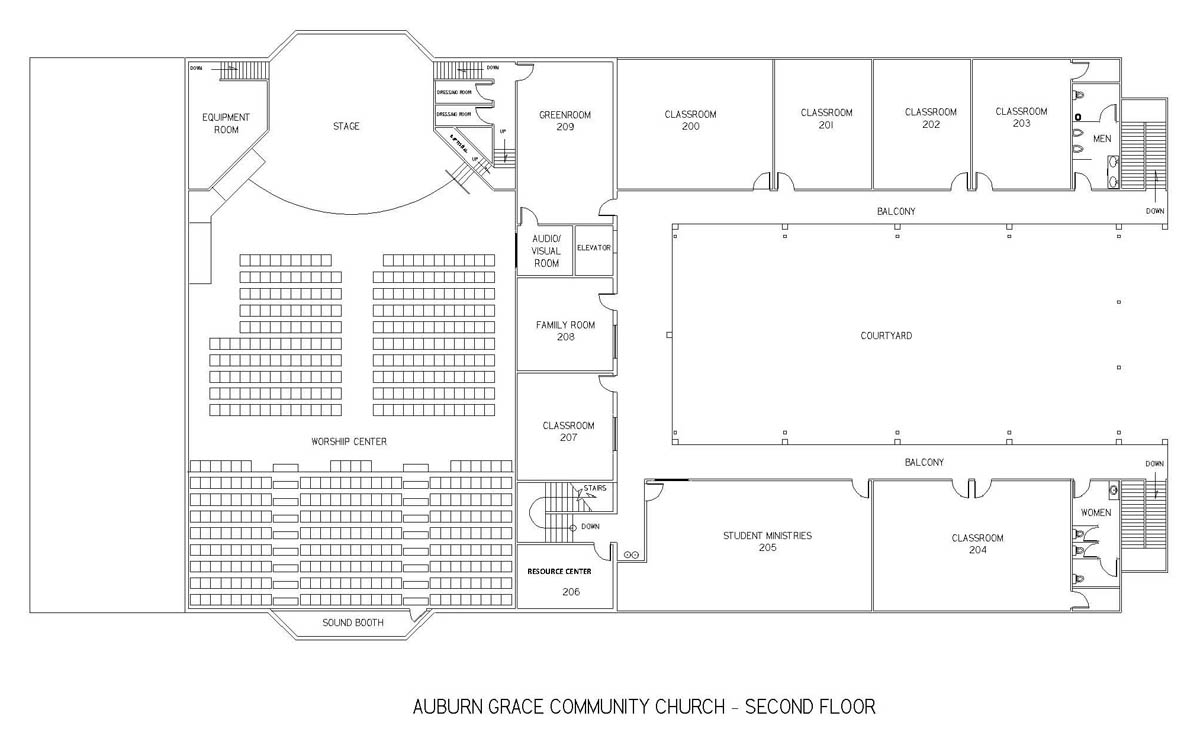 DOWN
DOWN
DRESSING ROOM
DRESSING ROOM
EQUIPMENT
ROOM
STAGE
UP
UP
GREENROOM
209
CLASSROOM
200
CLASSROOM
201
CLASSROOM
202
CLASSROOM
203
MEN
DOWN
BALCONY
AUDIO/
VISUAL
ROOM
ELEVATOR
FAMILY ROOM
208
COURTYARD
CLASSROOM
207
WORSHIP CENTER
BALCONY
DOWN
STAIRS
DOWN
WOMEN
STUDENT MINISTRIES
205
CLASSROOM
204
RESOURCE CENTER
206
SOUND BOOTH
AUBURN GRACE COMMUNITY CHURCH - SECOND FLOOR